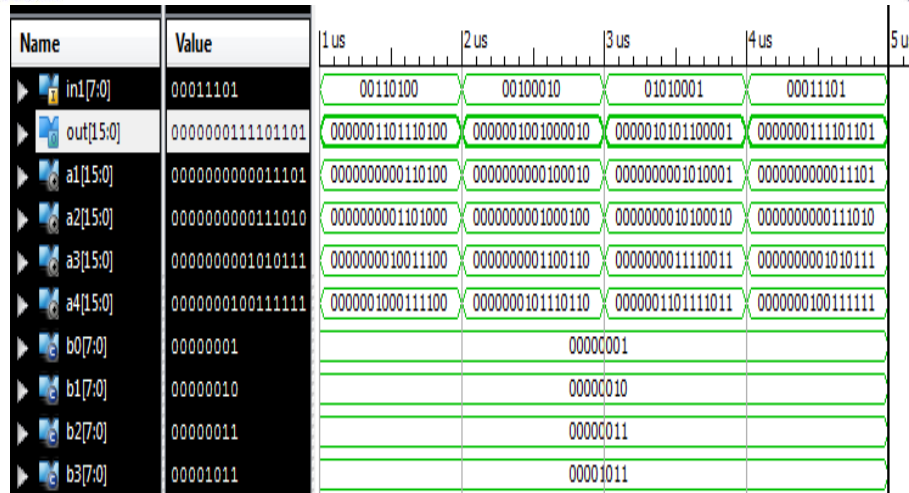 Name Value 1 us 2 us 3 us 4 us 5 u
in1[7:0] 00011101 00110100 00100010 01010001 00011101
out[15:0] 0000000111101101 0000001101110100 0000001001000010 0000010101100001 0000000111101101
a1[15:0] 0000000000011101 0000000000110100 0000000000100010 0000000001010001 0000000000011101
a2[15:0] 0000000000111010 0000000001101000 0000000001000100 0000000010100010 0000000000111010
a3[15:0] 0000000001010111 0000000010011100 0000000001100110 0000000011110011 0000000001010111
a4[15:0] 0000000100111111 0000001000111100 0000000101110110 0000001101111011 0000000100111111
b0[7:0] 00000001 00000001
b1[7:0] 00000010 00000010
b2[7:0] 00000011 00000011
b3[7:0] 00001011 00001011